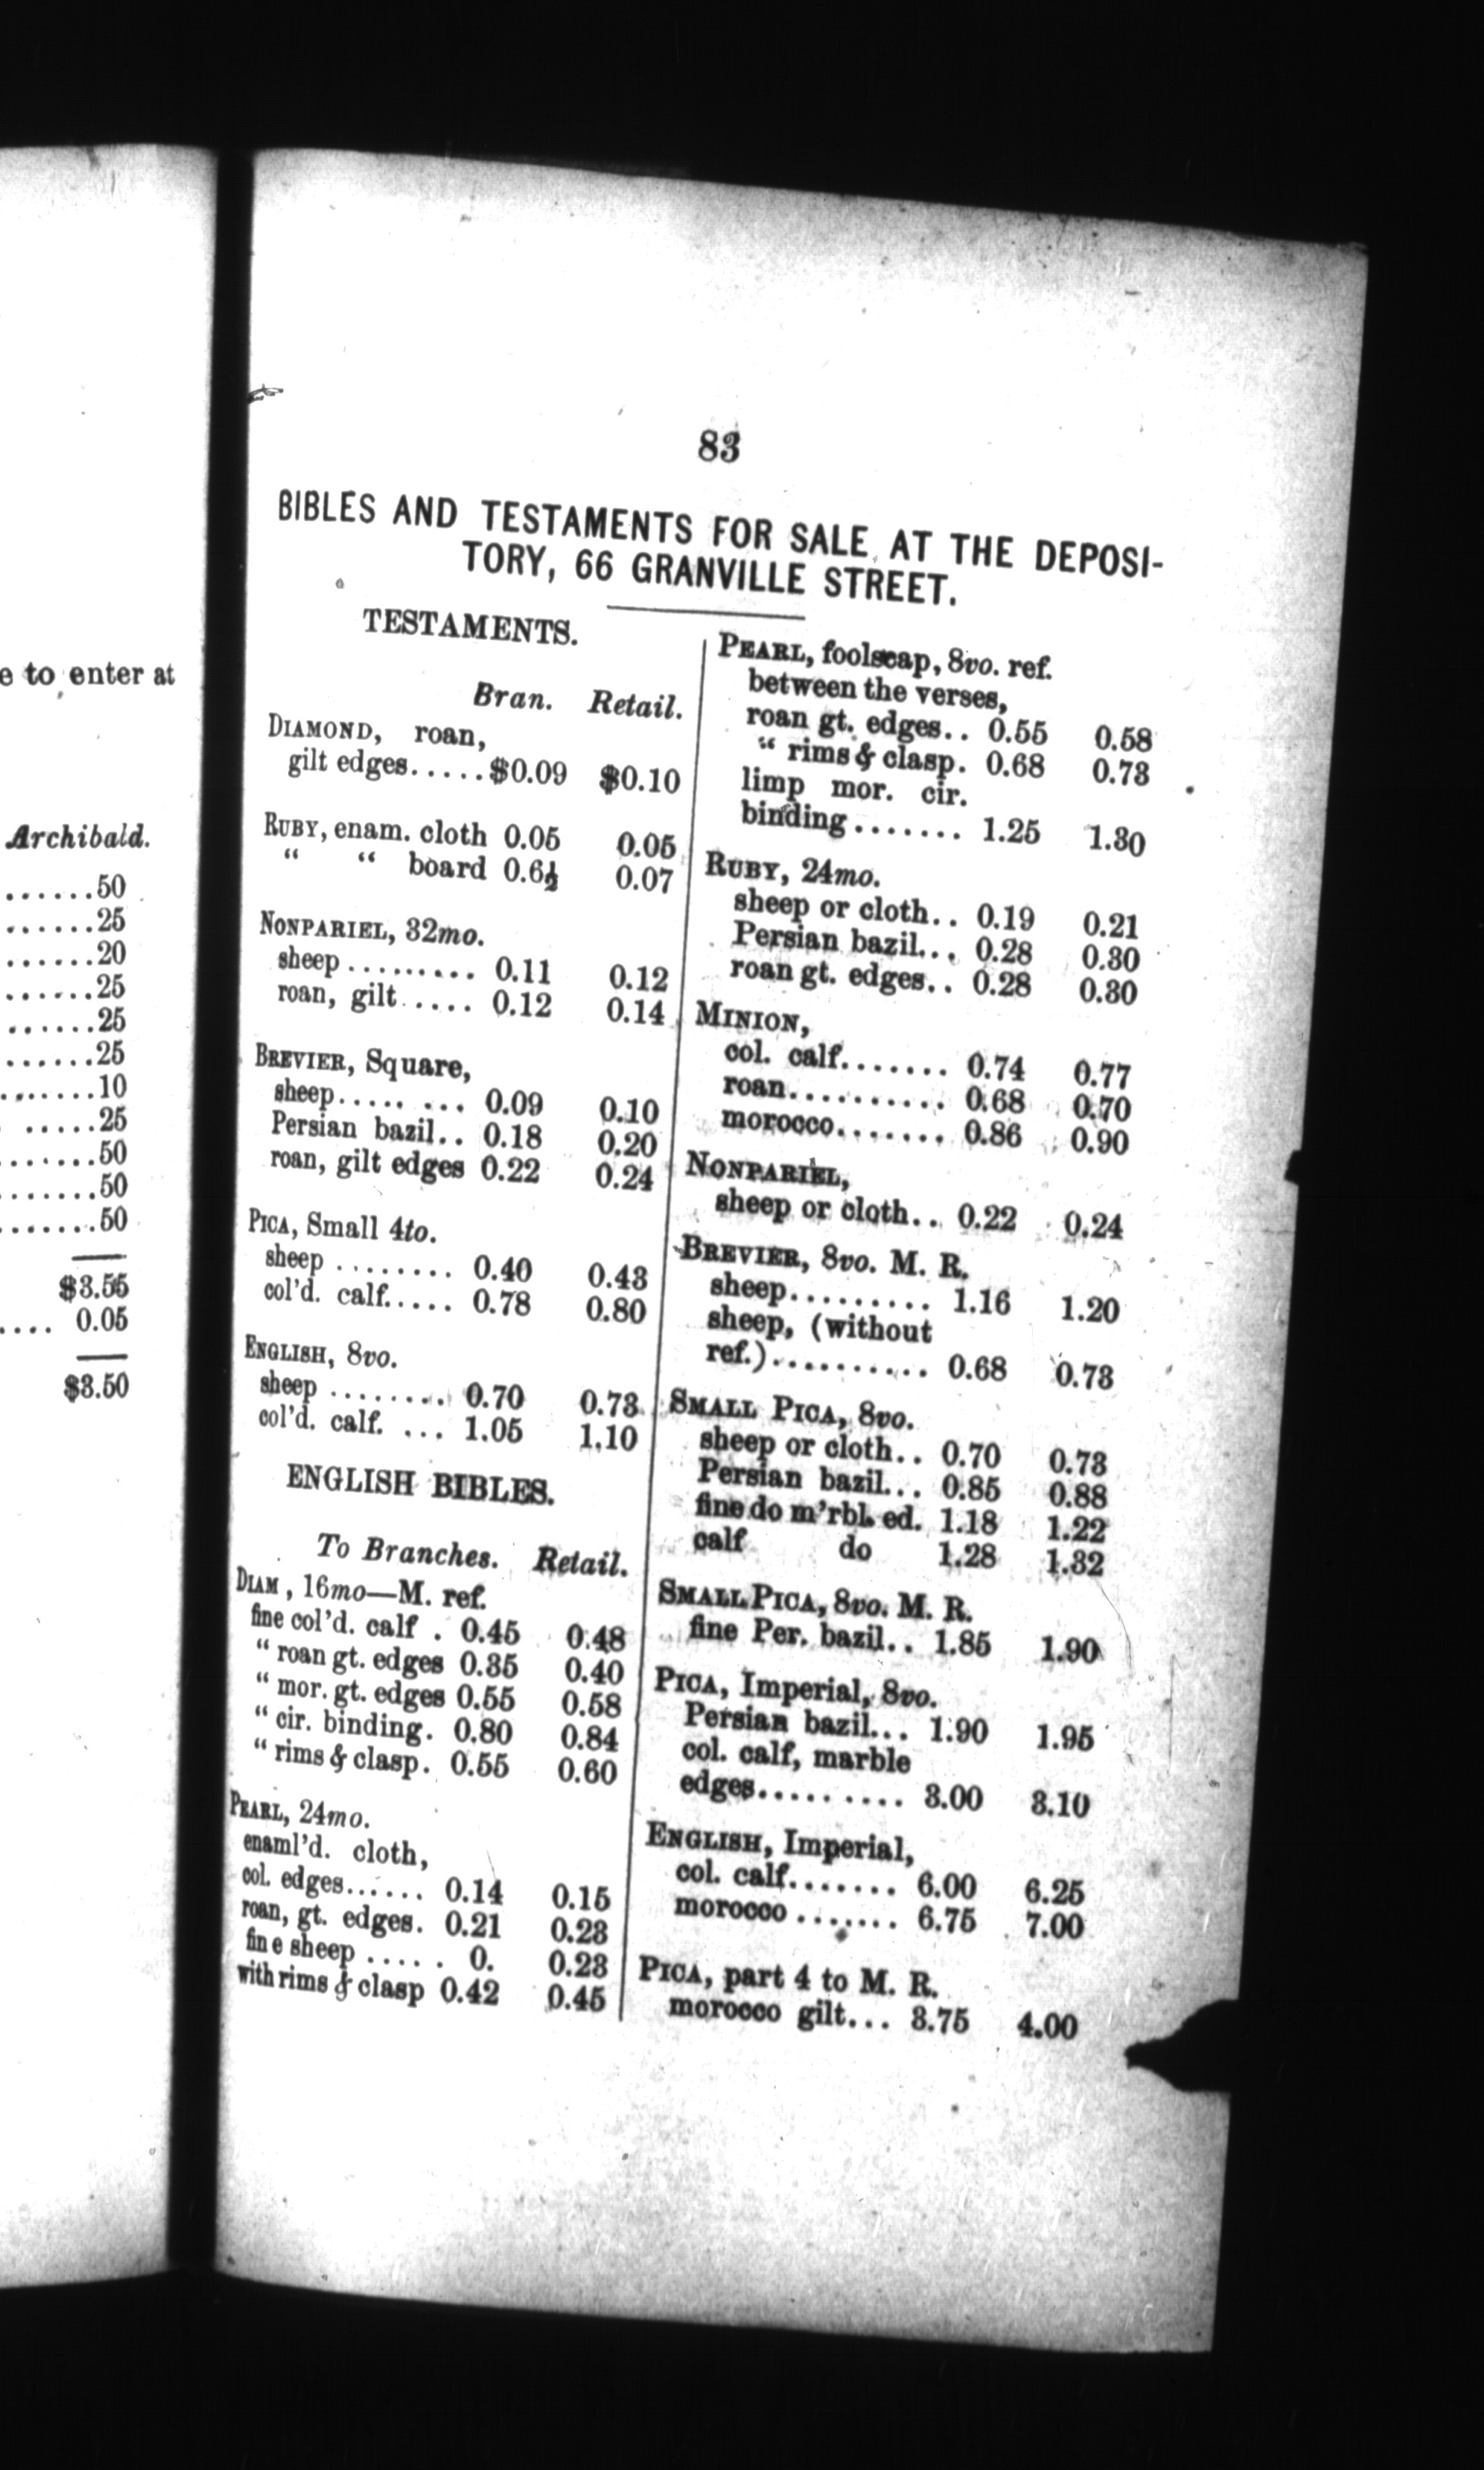 e to enter at
Archibald.
......50
......25
......20
......25
......25
......25
.......10
......25
.......50
.......50
.......50
$3.55
.... 0.05
$3.50
83
BIBLES AND TESTAMENTS FOR SALE AT THE DEPOSI-
TORY, 66 GRANVILLE STREET.
TESTAMENTS.
Bran. Retail.
DIAMOND, roan,
gilt edges.....$0.09 $0.10
RUBY, enam. cloth 0.05 0.05
“ “ board 0.6½ 0.07
NONPARIEL, 32mo.
sheep ......... 0.11 0.12
roan, gilt ..... 0.12 0.14
BREVIER, Square,
sheep..... ... 0.09 0.10
Persian bazil.. 0.18 0.20
roan, gilt edges 0.22 0.24
PICA, Small 4to.
sheep ........ 0.40 0.43
col'd. calf..... 0.78 0.80
ENGLISH, 8vo.
sheep ........ 0.70 0.73
col'd. calf. ... 1.05 1.10
ENGLISH BIBLES.
To Branches. Retail.
DIAM , 16mo—M. ref.
fine col'd. calf . 0.45 0.48
“ roan gt. edges 0.35 0.40
“ mor. gt. edges 0.55 0.58
“ cir. binding. 0.80 0.84
“ rims & clasp. 0.55 0.60
PEARL, 24mo.
enaml'd. cloth,
col. edges...... 0.14 0.15
roan, gt. edges. 0.21 0.23
fine sheep ..... 0. 0.23
with rims & clasp 0.42 0.45
PEARL, foolscap, 8vo. ref.
between the verses,
roan gt. edges.. 0.55 0.58
“ rims & clasp. 0.68 0.73
limp mor. cir.
binding ....... 1.25 1.30
RUBY, 24mo.
sheep or cloth.. 0.19 0.21
Persian bazil... 0.28 0.30
roan gt. edges.. 0.28 0.30
MINION,
col. calf....... 0.74 0.77
roan.......... 0.68 0.70
morocco....... 0.86 0.90
NONPARIEL,
sheep or cloth.. 0.22 0.24
BREVIER, 8vo. M. R.
sheep......... 1.16 1.20
sheep, (without
ref.).......... 0.68 0.73
SMALL PICA, 8vo.
sheep or cloth.. 0.70 0.73
Persian bazil... 0.85 0.88
fine do m'rbl. ed. 1.18 1.22
calf do 1.28 1.32
SMALL PICA, 8vo. M. R.
fine Per. bazil.. 1.85 1.90
PICA, Imperial, 8vo.
Persian bazil... 1.90 1.95
col. calf, marble
edges......... 3.00 3.10
ENGLISH, Imperial,
col. calf....... 6.00 6.25
morocco ....... 6.75 7.00
PICA, part 4 to M. R.
morocco gilt... 3.75 4.00